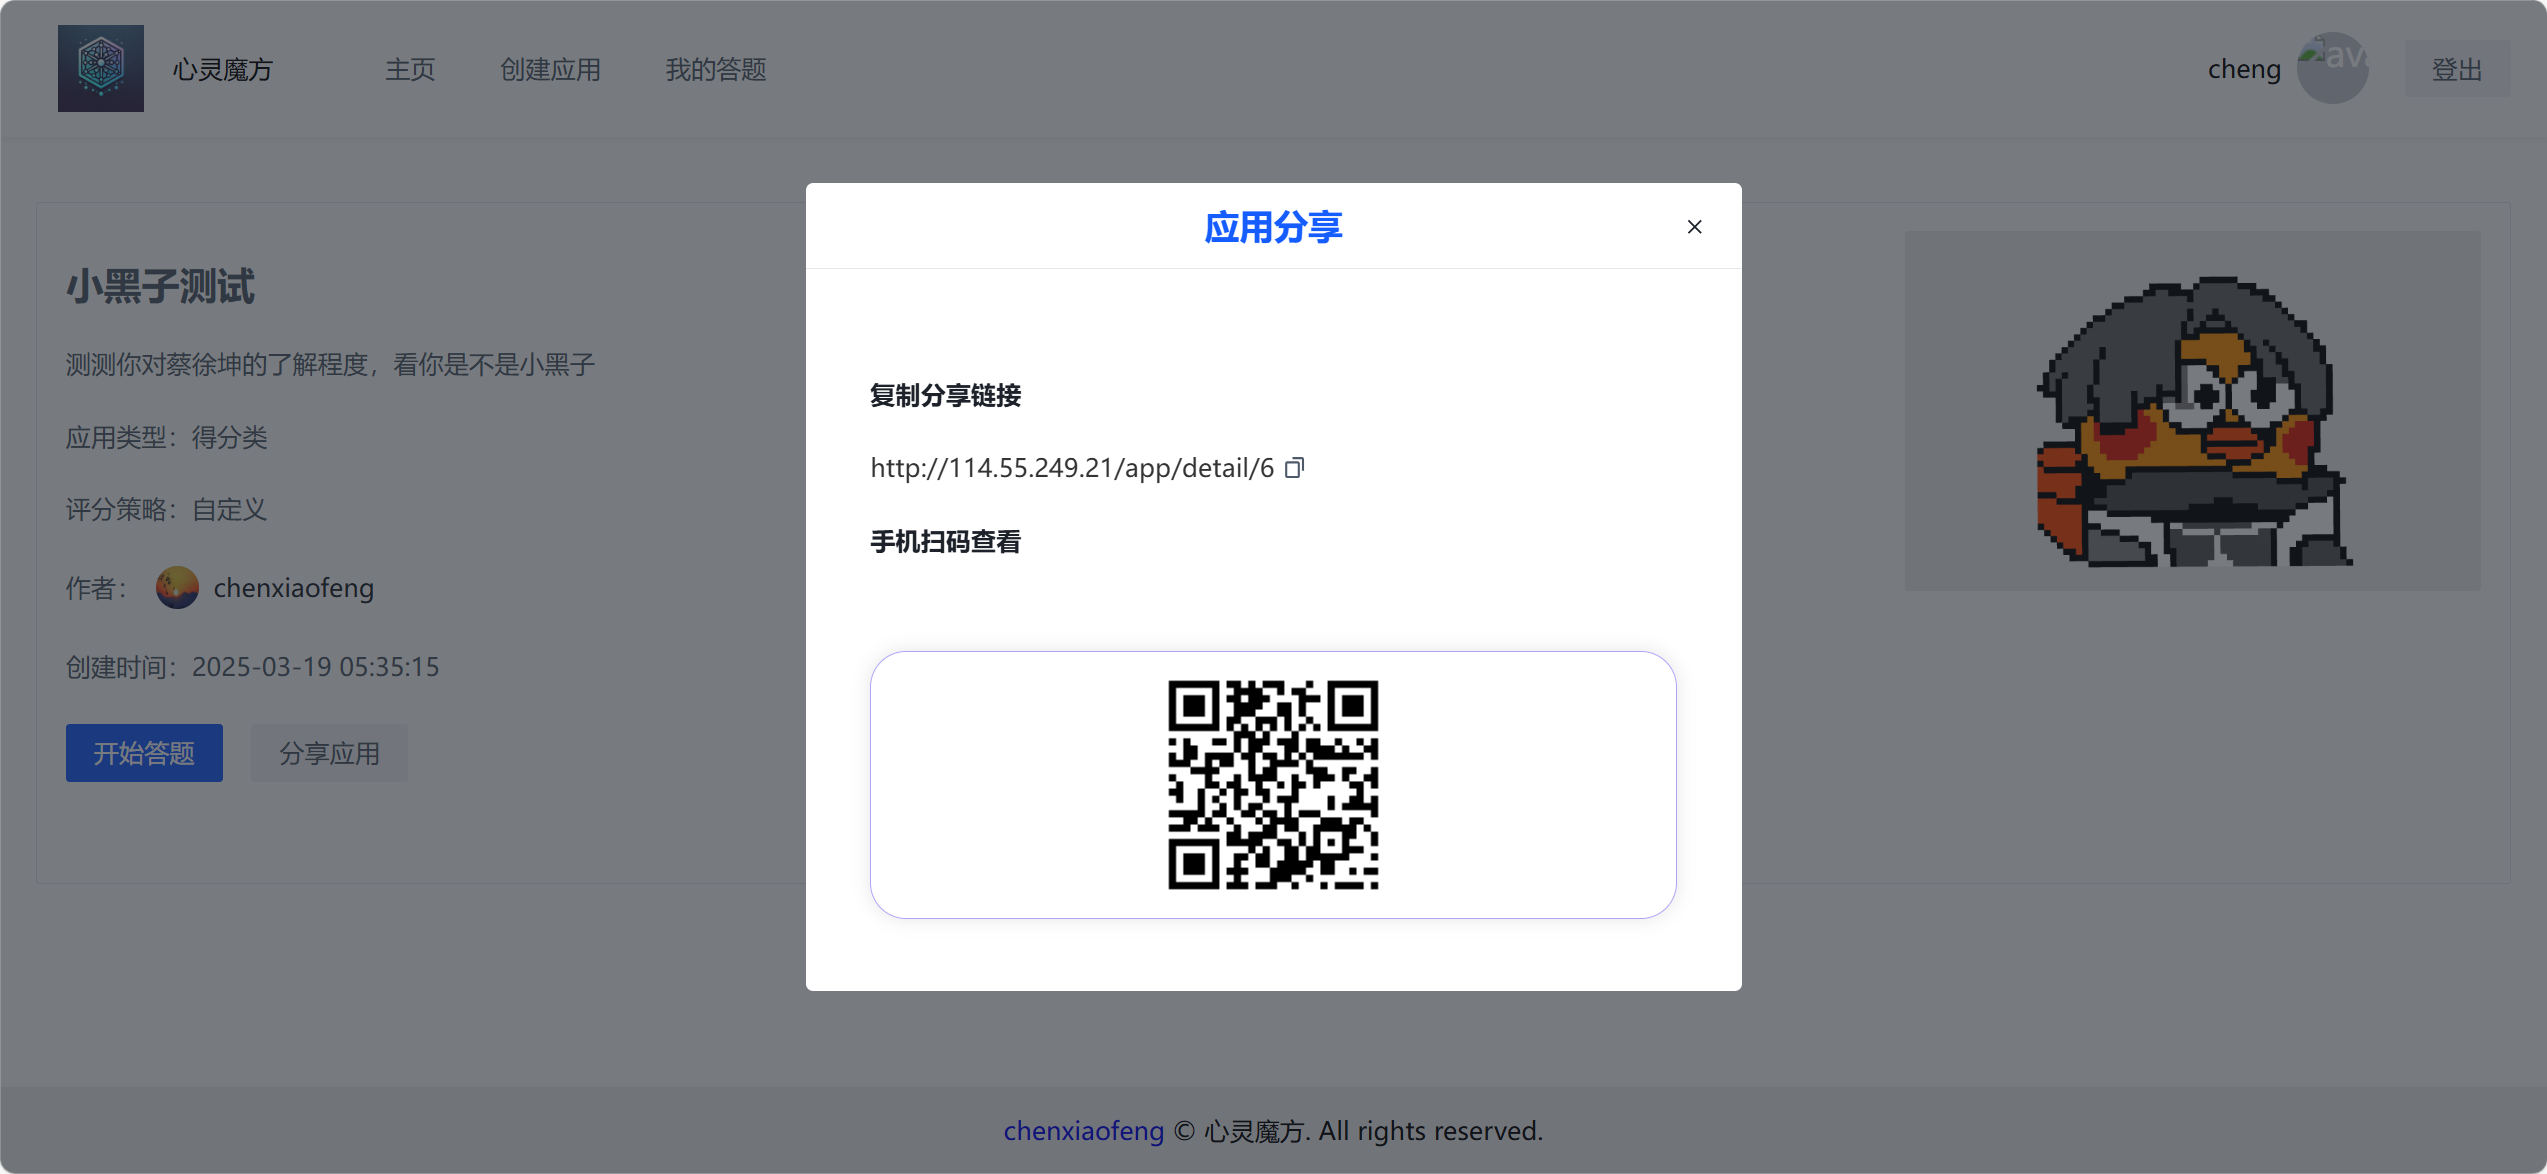 心灵魔方
主页
创建应用
我的答题
cheng
登出
小黑子测试
测测你对蔡徐坤的了解程度，看你是不是小黑子
应用类型：得分类
评分策略：自定义
作者：
chenxiaofeng
创建时间：2025-03-19 05:35:15
开始答题
分享应用
应用分享
复制分享链接
http://114.55.249.21/app/detail/6
手机扫码查看
chenxiaofeng © 心灵魔方. All rights reserved.